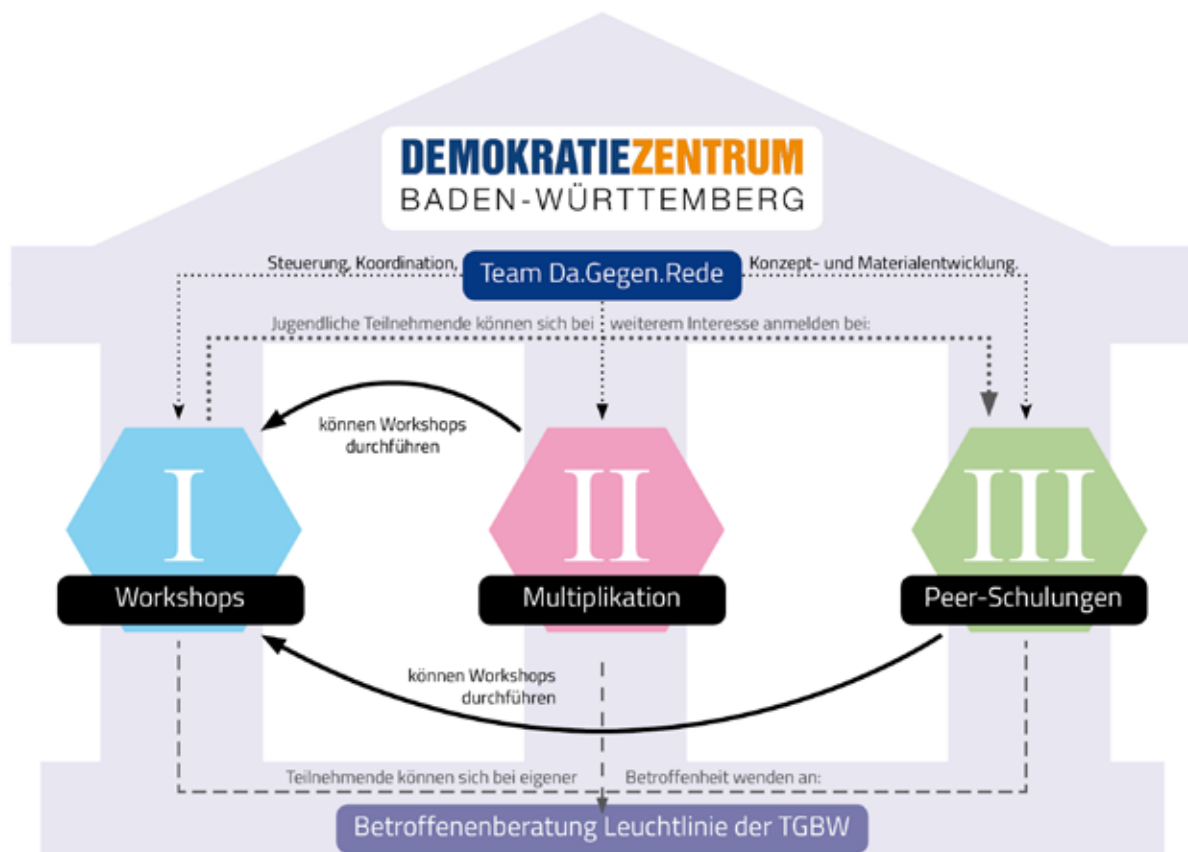 DEMOKRATIEZENTRUM
BADEN-WÜRTTEMBERG
Steuerung, Koordination,
Team Da.Gegen.Rede
Konzept- und Materialentwicklung.
Jugendliche Teilnehmende können sich bei weiterem Interesse anmelden bei:
können Workshops
durchführen
I
II
III
Workshops
Multiplikation
Peer-Schulungen
können Workshops
durchführen
Teilnehmende können sich bei eigener Betroffenheit wenden an:
Betroffenenberatung Leuchtlinie der TGBW